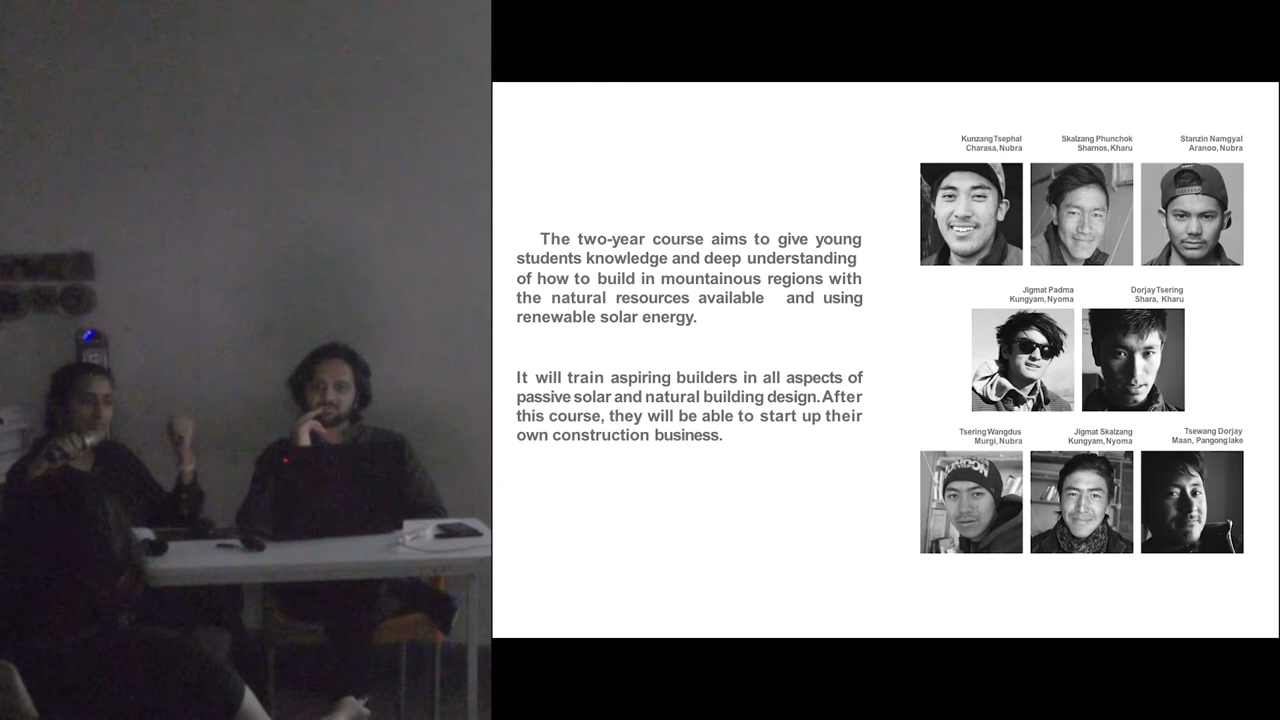 The two-year course aims to give young
students knowledge and deep understanding
of how to build in mountainous regions with
the natural resources available and using
renewable solar energy.
It will train aspiring builders in all aspects of
passive solar and natural building design. After
this course, they will be able to start up their
own construction business.
Kunzang Tsephal
Charasa, Nubra
Skalzang Phunchok
Sharnos, Kharu
Stanzin Namgyal
Aranoo, Nubra
Jigmat Padma
Kungyam, Nyoma
Dorjay Tsering
Shara, Kharu
Tsering Wangdus
Murgi, Nubra
Jigmat Skalzang
Kungyam, Nyoma
Tsewang Dorjay
Maan, Pangong lake
LONDON